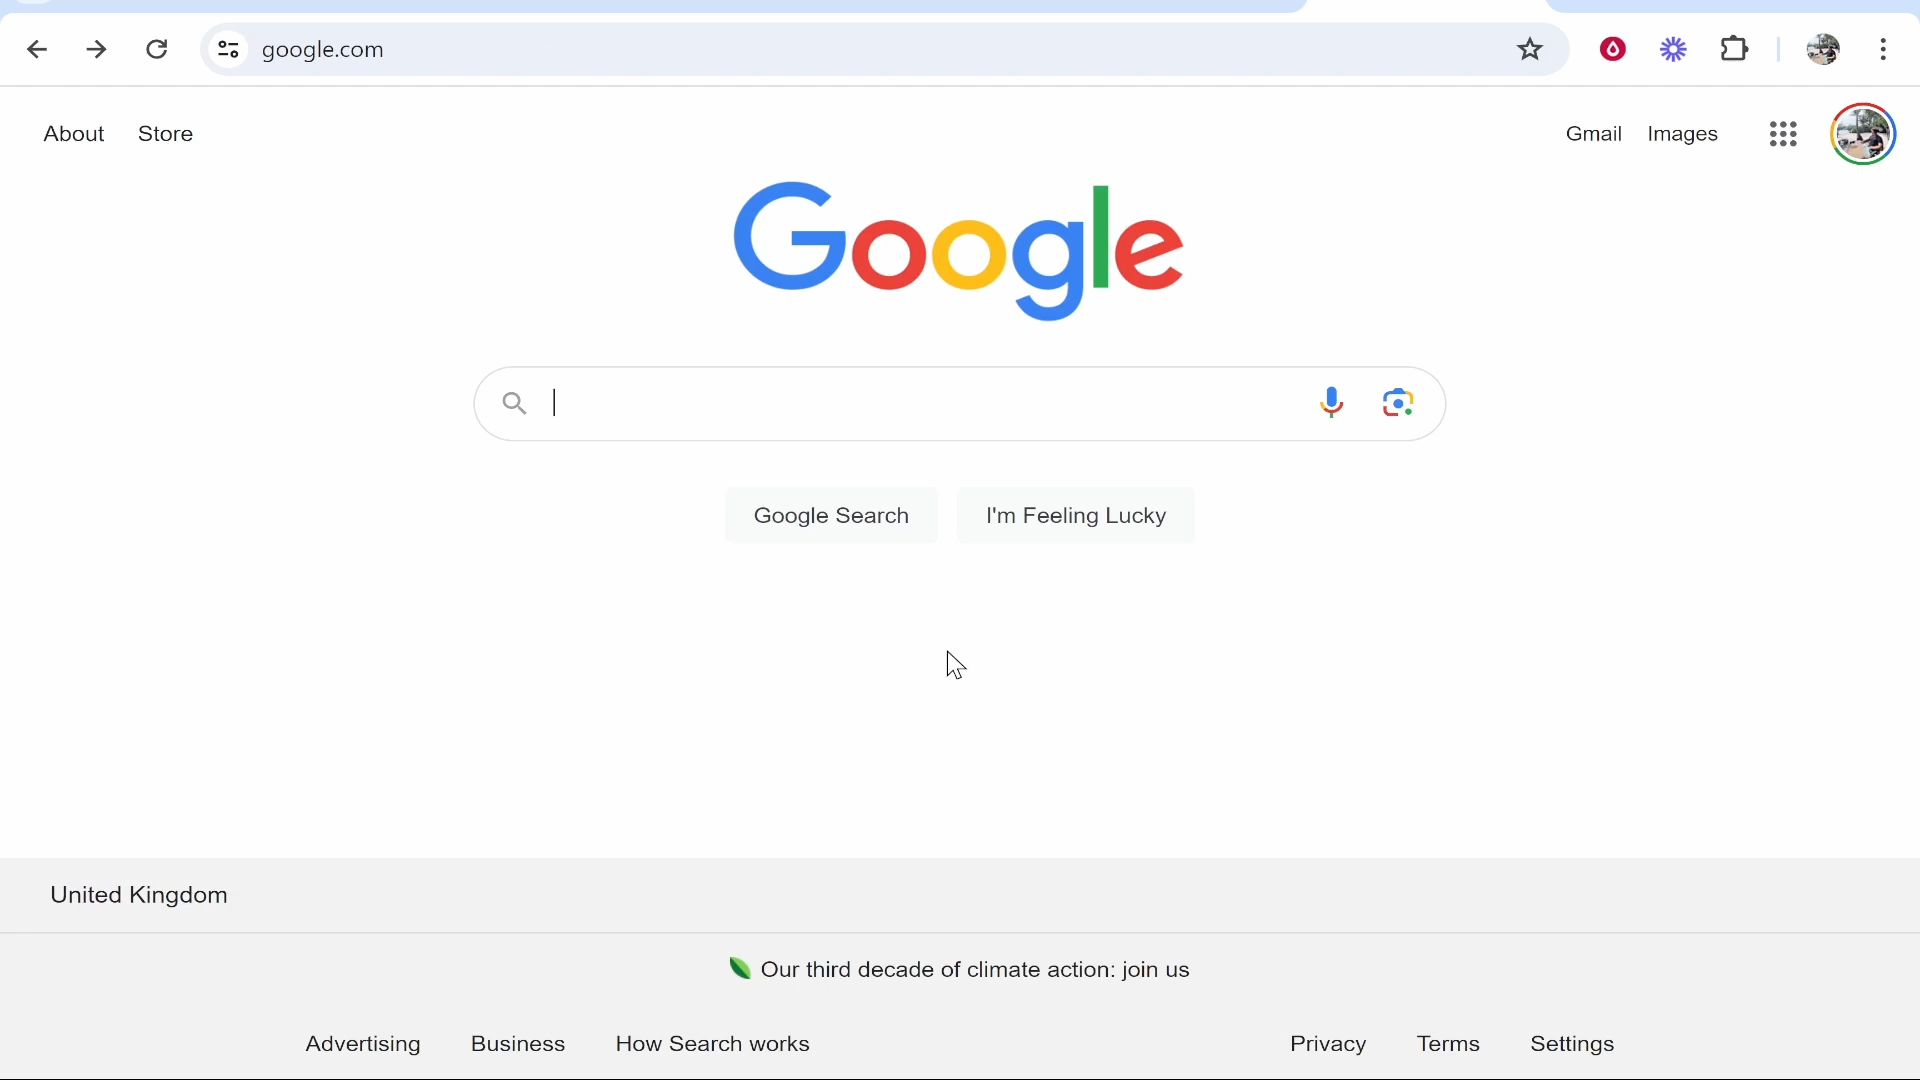 google.com
About Store
Gmail Images
Google
Google Search
I'm Feeling Lucky
United Kingdom
Our third decade of climate action: join us
Advertising Business How Search works
Privacy Terms Settings